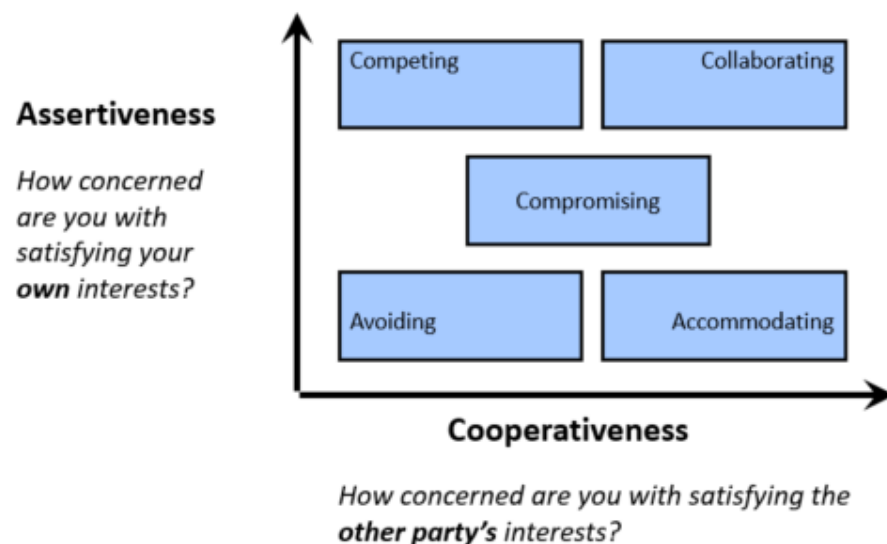 Competing
Collaborating
Assertiveness
How concerned
are you with
satisfying your
own interests?
Compromising
Avoiding
Accommodating
Cooperativeness
How concerned are you with satisfying the
other party's interests?